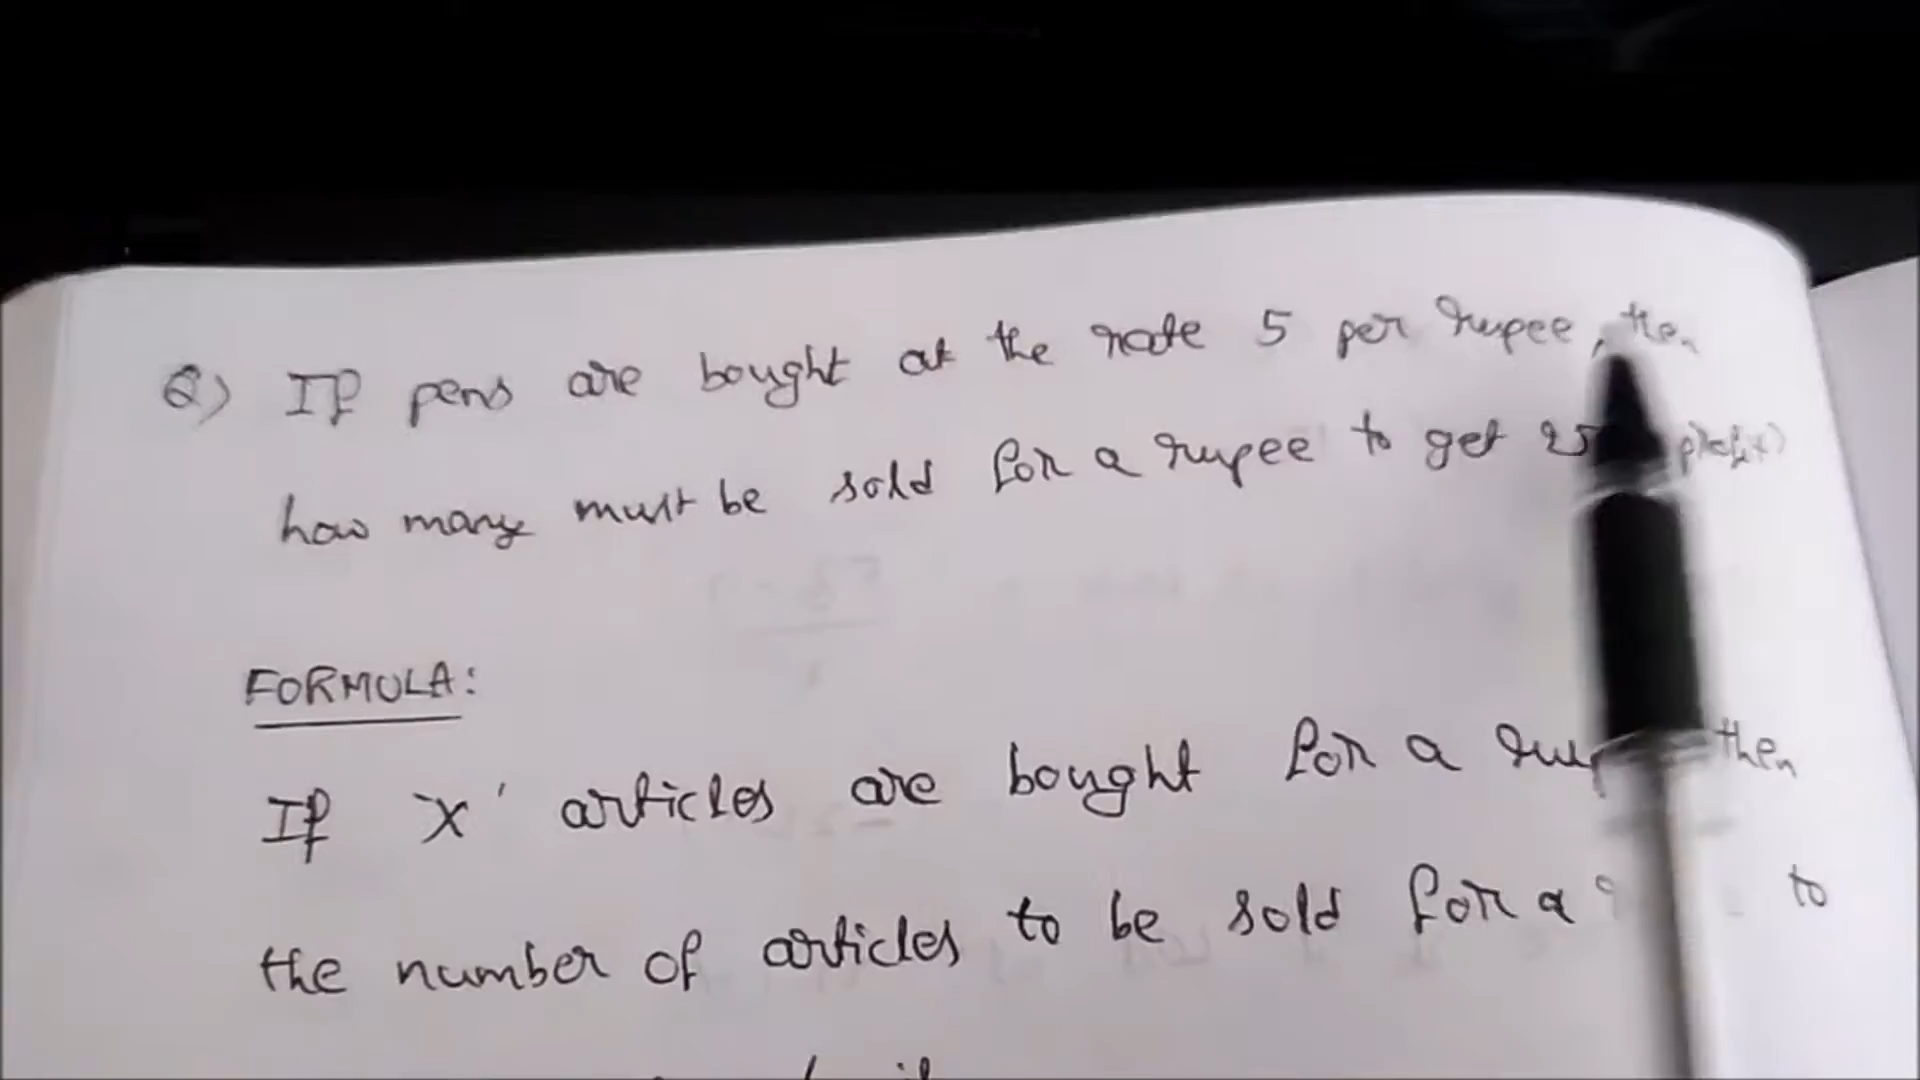 Q) If pens are bought at the rate 5 per rupee, then
how many must be sold for a rupee to get 25 profit?
FORMULA:
If 'x' articles are bought for a then
the number of articles to be sold for a to